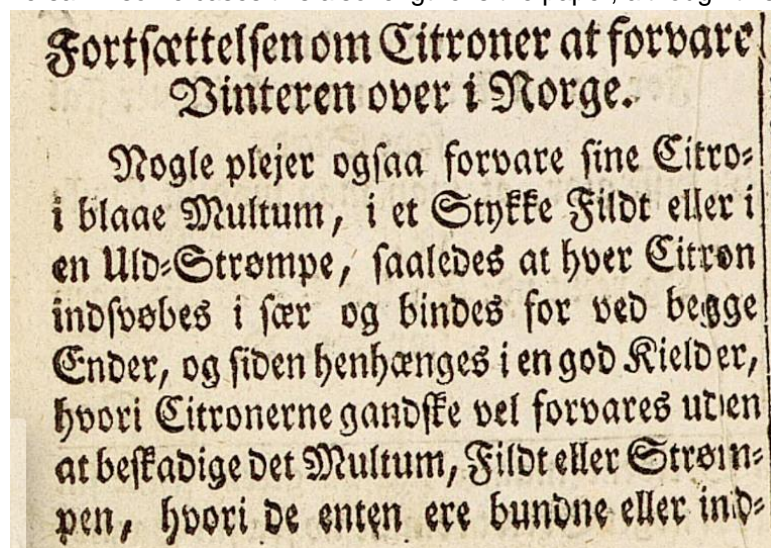 Fortsættelsen om Citroner at forvare
Vinteren over i Norge.
Nogle plejer ogsaa forvare sine Citro-
i blaae Multum, i et Stykke Fildt eller i
en Uld-Strømpe, saaledes at hver Citron
indsvøbes i sær og bindes for ved begge
Ender, og siden henhænges i en god Kielder,
hvori Citronerne gandske vel forvares uden
at beskadige det Multum, Fildt eller Strøm-
pen, hvori de enten ere bundne eller ind-